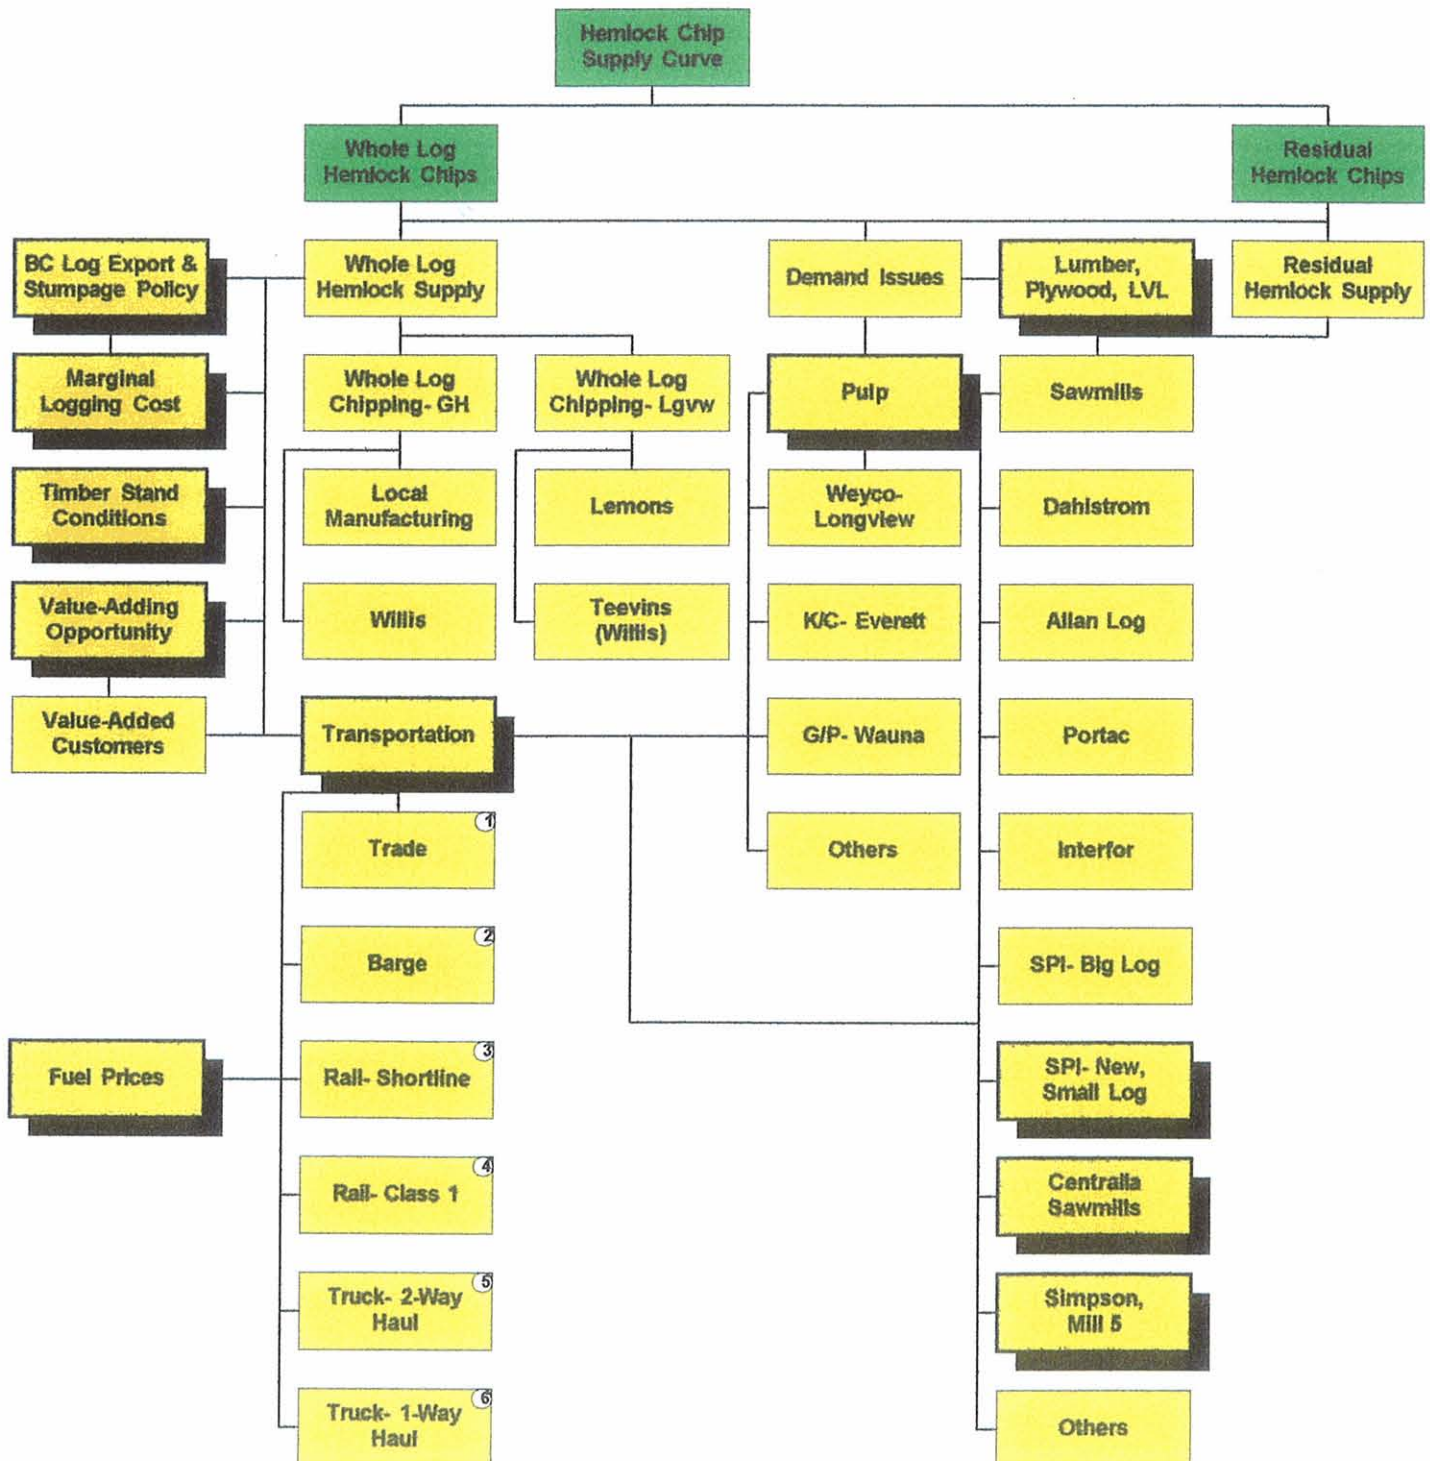 Hemlock Chip
Supply Curve
Whole Log
Hemlock Chips
Residual
Hemlock Chips
BC Log Export &
Stumpage Policy
Whole Log
Hemlock Supply
Demand Issues
Lumber,
Plywood, LVL
Residual
Hemlock Supply
Marginal
Logging Cost
Whole Log
Chipping- GH
Whole Log
Chipping- Lgvw
Pulp
Sawmills
Timber Stand
Conditions
Local
Manufacturing
Lemons
Weyco-
Longview
Dahlstrom
Value-Adding
Opportunity
Willis
Teevins
(Willis)
K/C- Everett
Allan Log
Value-Added
Customers
Transportation
G/P- Wauna
Portac
1
Trade
Others
Interfor
2
Barge
SPI- Big Log
Fuel Prices
3
Rail- Shortline
SPI- New,
Small Log
4
Rail- Class 1
Centralia
Sawmills
5
Truck- 2-Way
Haul
Simpson,
Mill 5
6
Truck- 1-Way
Haul
Others